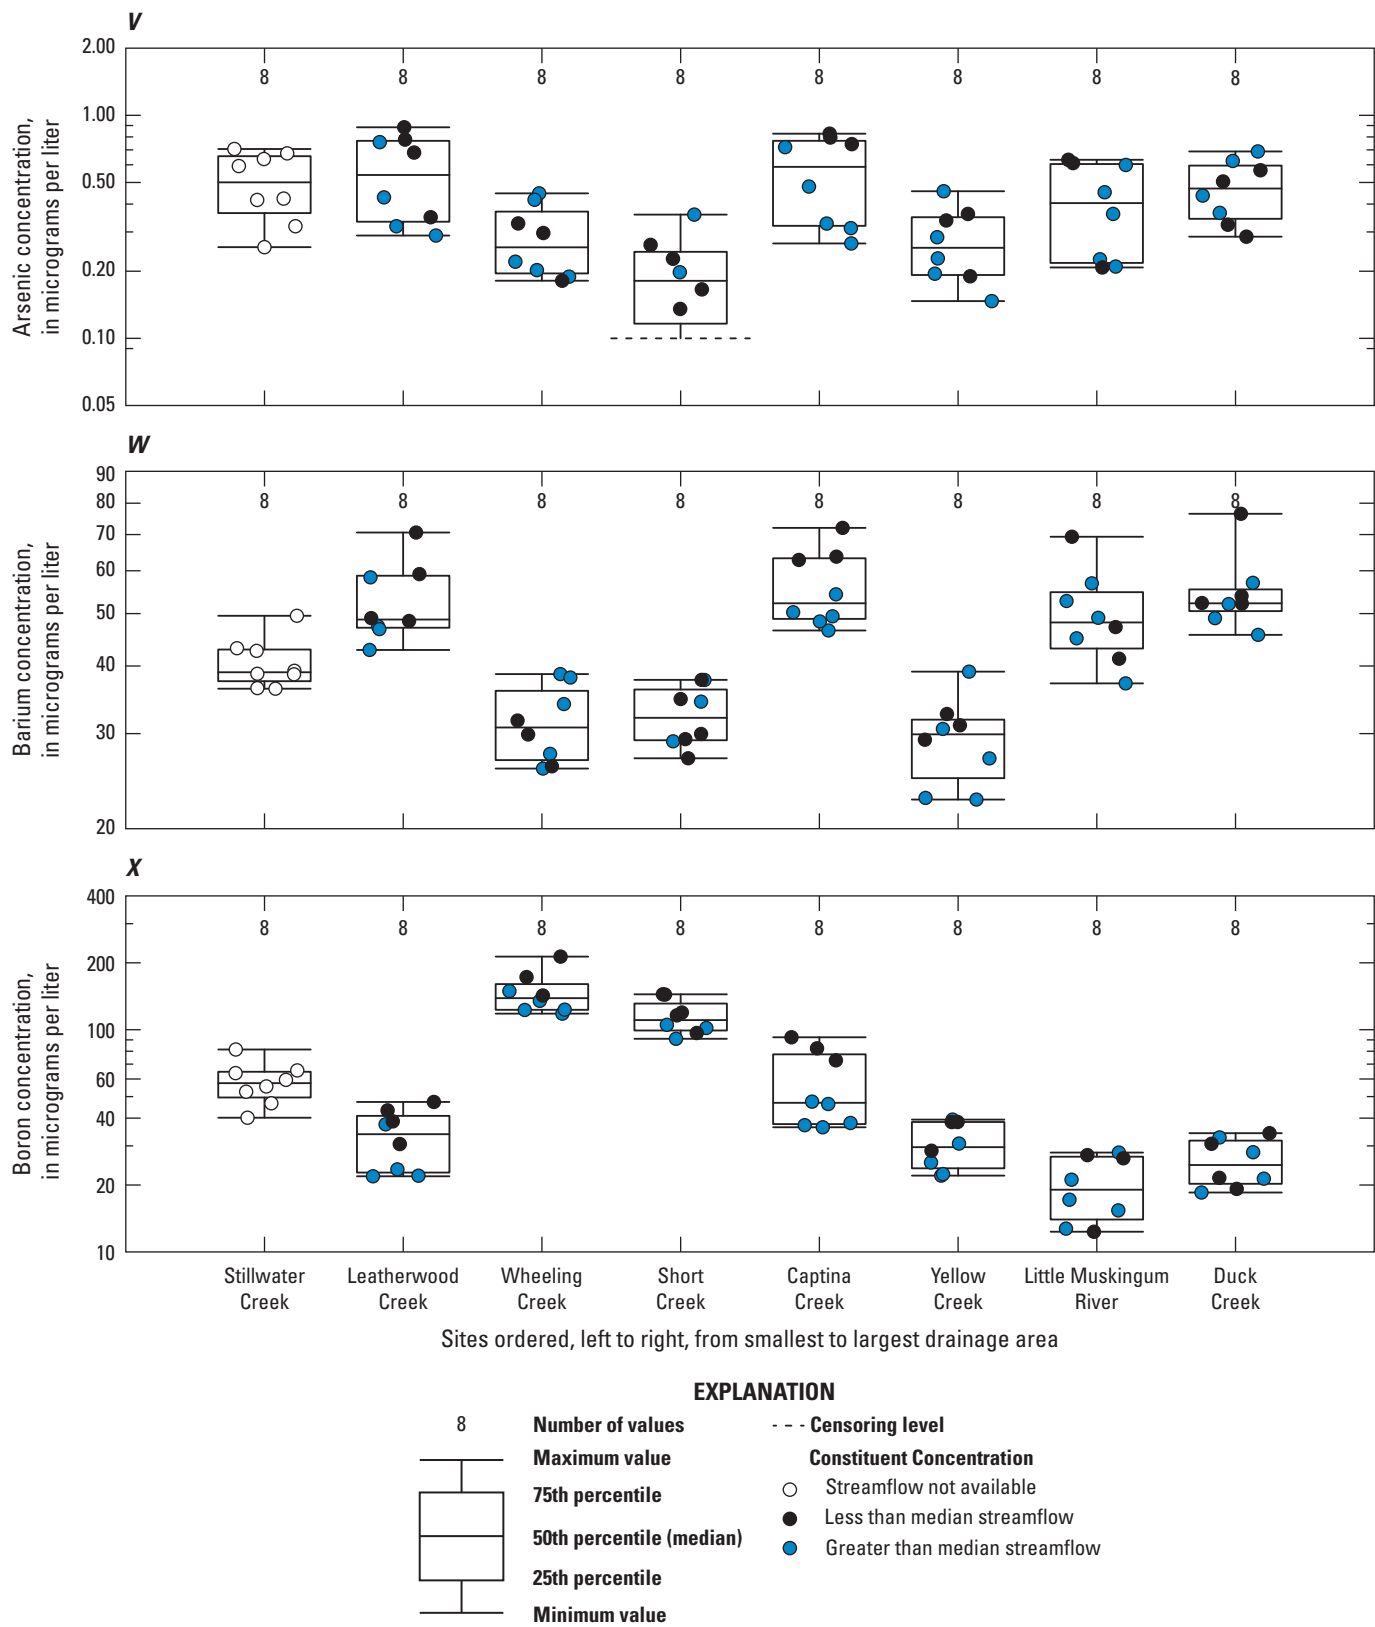 V
2.00
1.00
0.50
0.20
0.10
0.05
Arsenic concentration,
in micrograms per liter
8 8 8 8 8 8 8 8
W
90
80
70
60
50
40
30
20
Barium concentration,
in micrograms per liter
8 8 8 8 8 8 8 8
X
400
200
100
60
40
20
10
Boron concentration,
in micrograms per liter
8 8 8 8 8 8 8 8
Stillwater Leatherwood Wheeling Short Captina Yellow Little Muskingum Duck
Creek Creek Creek Creek Creek Creek River Creek
Sites ordered, left to right, from smallest to largest drainage area
EXPLANATION
8 Number of values
Maximum value
75th percentile
50th percentile (median)
25th percentile
Minimum value
Censoring level
Constituent Concentration
Streamflow not available
Less than median streamflow
Greater than median streamflow